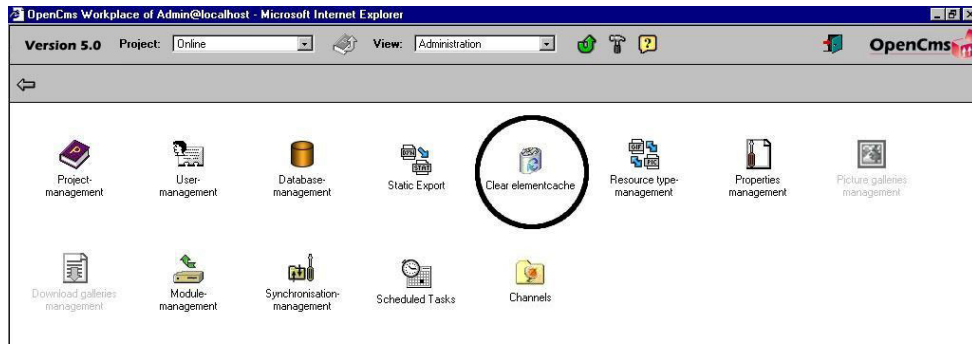 OpenCms Workplace of Admin@localhost - Microsoft Internet Explorer
Version 5.0 Project: Online View: Administration OpenCms
Project-
management
User-
management
Database-
management
Static Export
Clear elementcache
Resource type-
management
Properties
management
Picture galleries
management
Download galleries
management
Module-
management
Synchronisation-
management
Scheduled Tasks
Channels